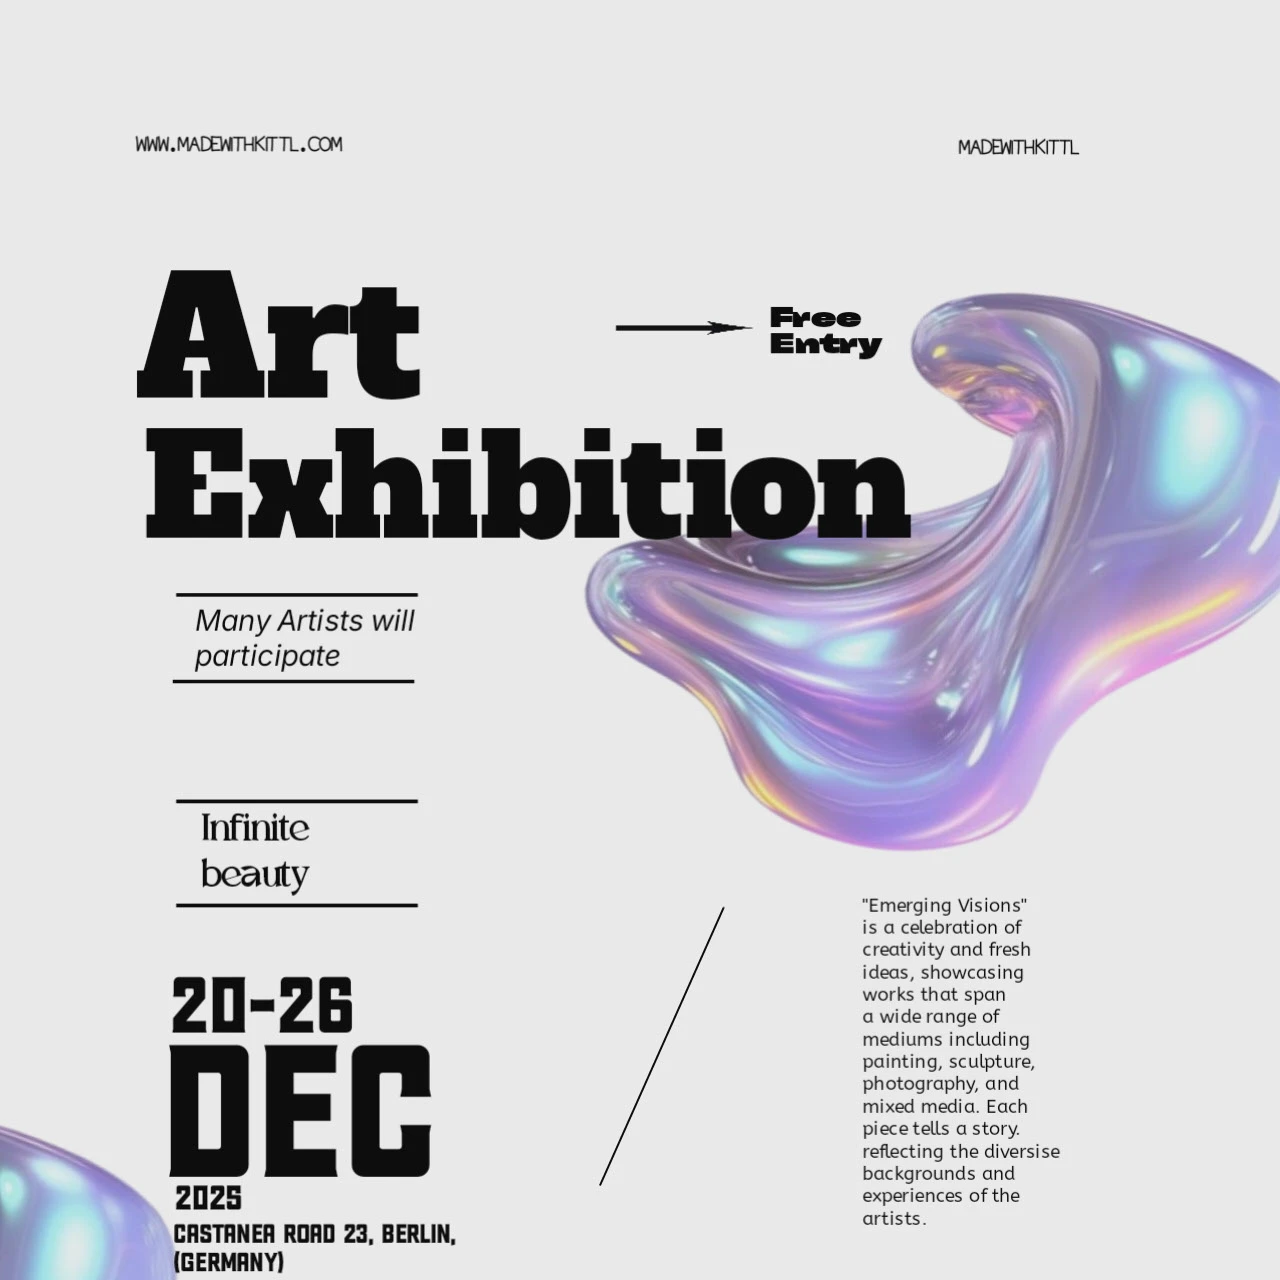 WWW.MADEWITHKITTL.COM
MADEWITHKITTL
Art
Exhibition
Free
Entry
Many Artists will
participate
Infinite
beauty
20-26
DEC
2025
CASTANEA ROAD 23, BERLIN,
(GERMANY)
"Emerging Visions"
is a celebration of
creativity and fresh
ideas, showcasing
works that span
a wide range of
mediums including
painting, sculpture,
photography, and
mixed media. Each
piece tells a story.
reflecting the diversise
backgrounds and
experiences of the
artists.